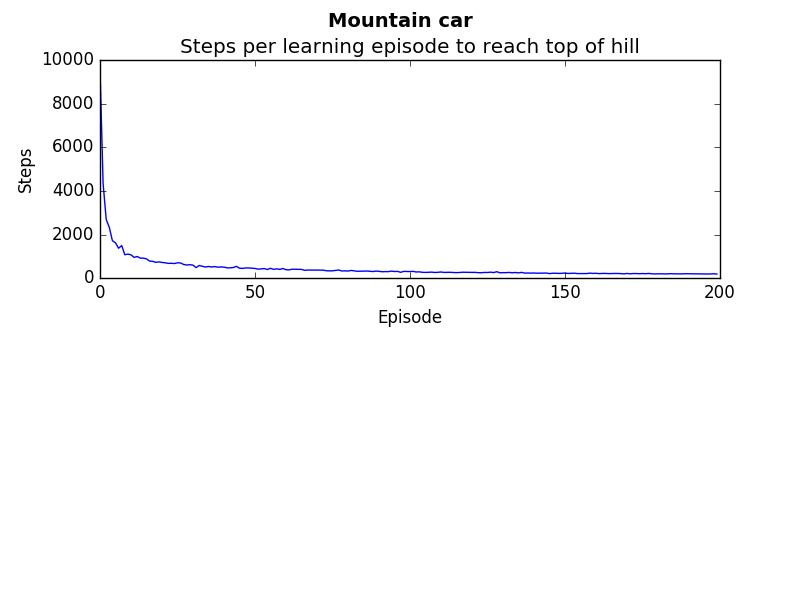 Mountain car
Steps per learning episode to reach top of hill
10000
8000
6000
4000
2000
0
Steps
0 50 100 150 200
Episode